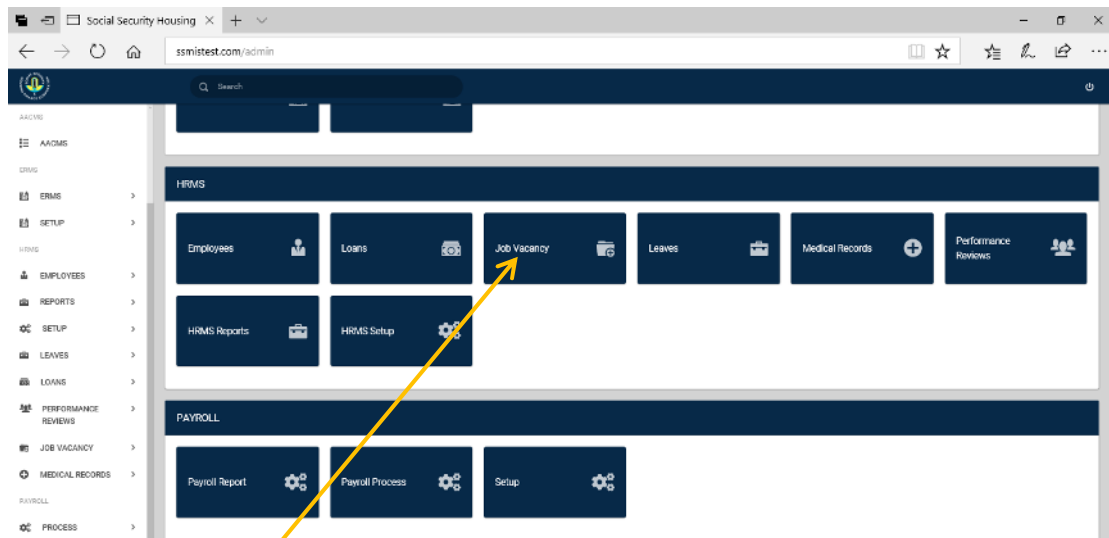 Social Security Housing
ssmistest.com/admin
Search
AACMS
AACMS
ERMS
ERMS
SETUP
HRMS
EMPLOYEES
REPORTS
SETUP
LEAVES
LOANS
PERFORMANCE
REVIEWS
JOB VACANCY
MEDICAL RECORDS
PAYROLL
PROCESS
HRMS
Employees
Loans
Job Vacancy
Leaves
Medical Records
Performance
Reviews
HRMS Reports
HRMS Setup
PAYROLL
Payroll Report
Payroll Process
Setup